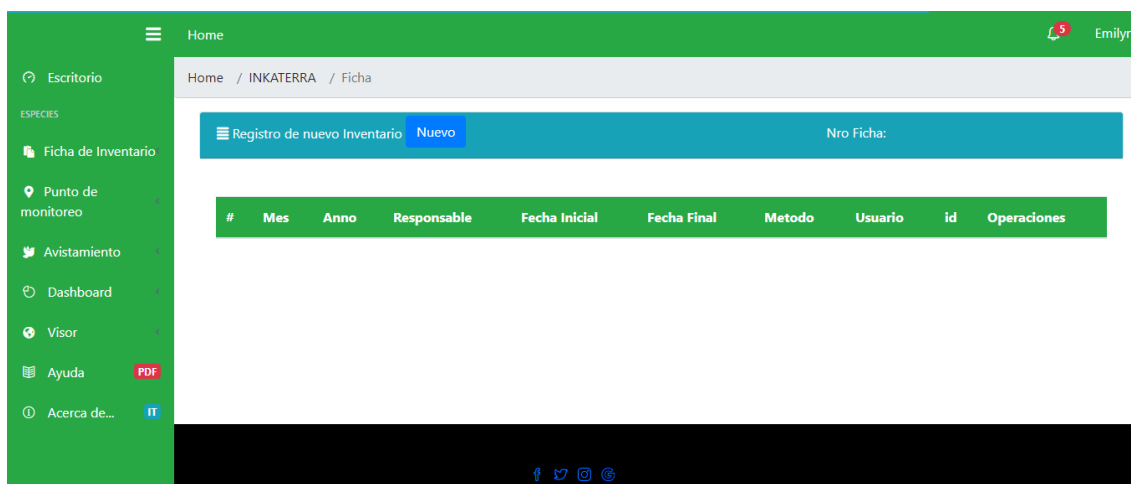 Home
5
Emilyn
Escritorio
Home / INKATERRA / Ficha
ESPECIES
Registro de nuevo Inventario Nuevo
Nro Ficha:
Ficha de Inventario
Punto de
monitoreo
# Mes Anno Responsable Fecha Inicial Fecha Final Metodo Usuario id Operaciones
Avistamiento
Dashboard
Visor
Ayuda PDF
Acerca de... IT